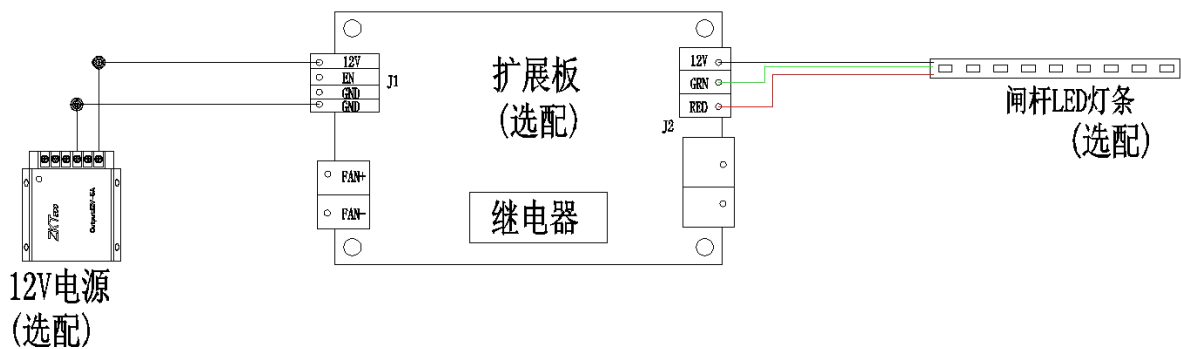 12V
EN
GND
GND
J1
扩展板
(选配)
12V
GRN
RED
J2
闸杆LED灯条
(选配)
FAN+
FAN-
继电器
ZKTECO
12V电源
(选配)